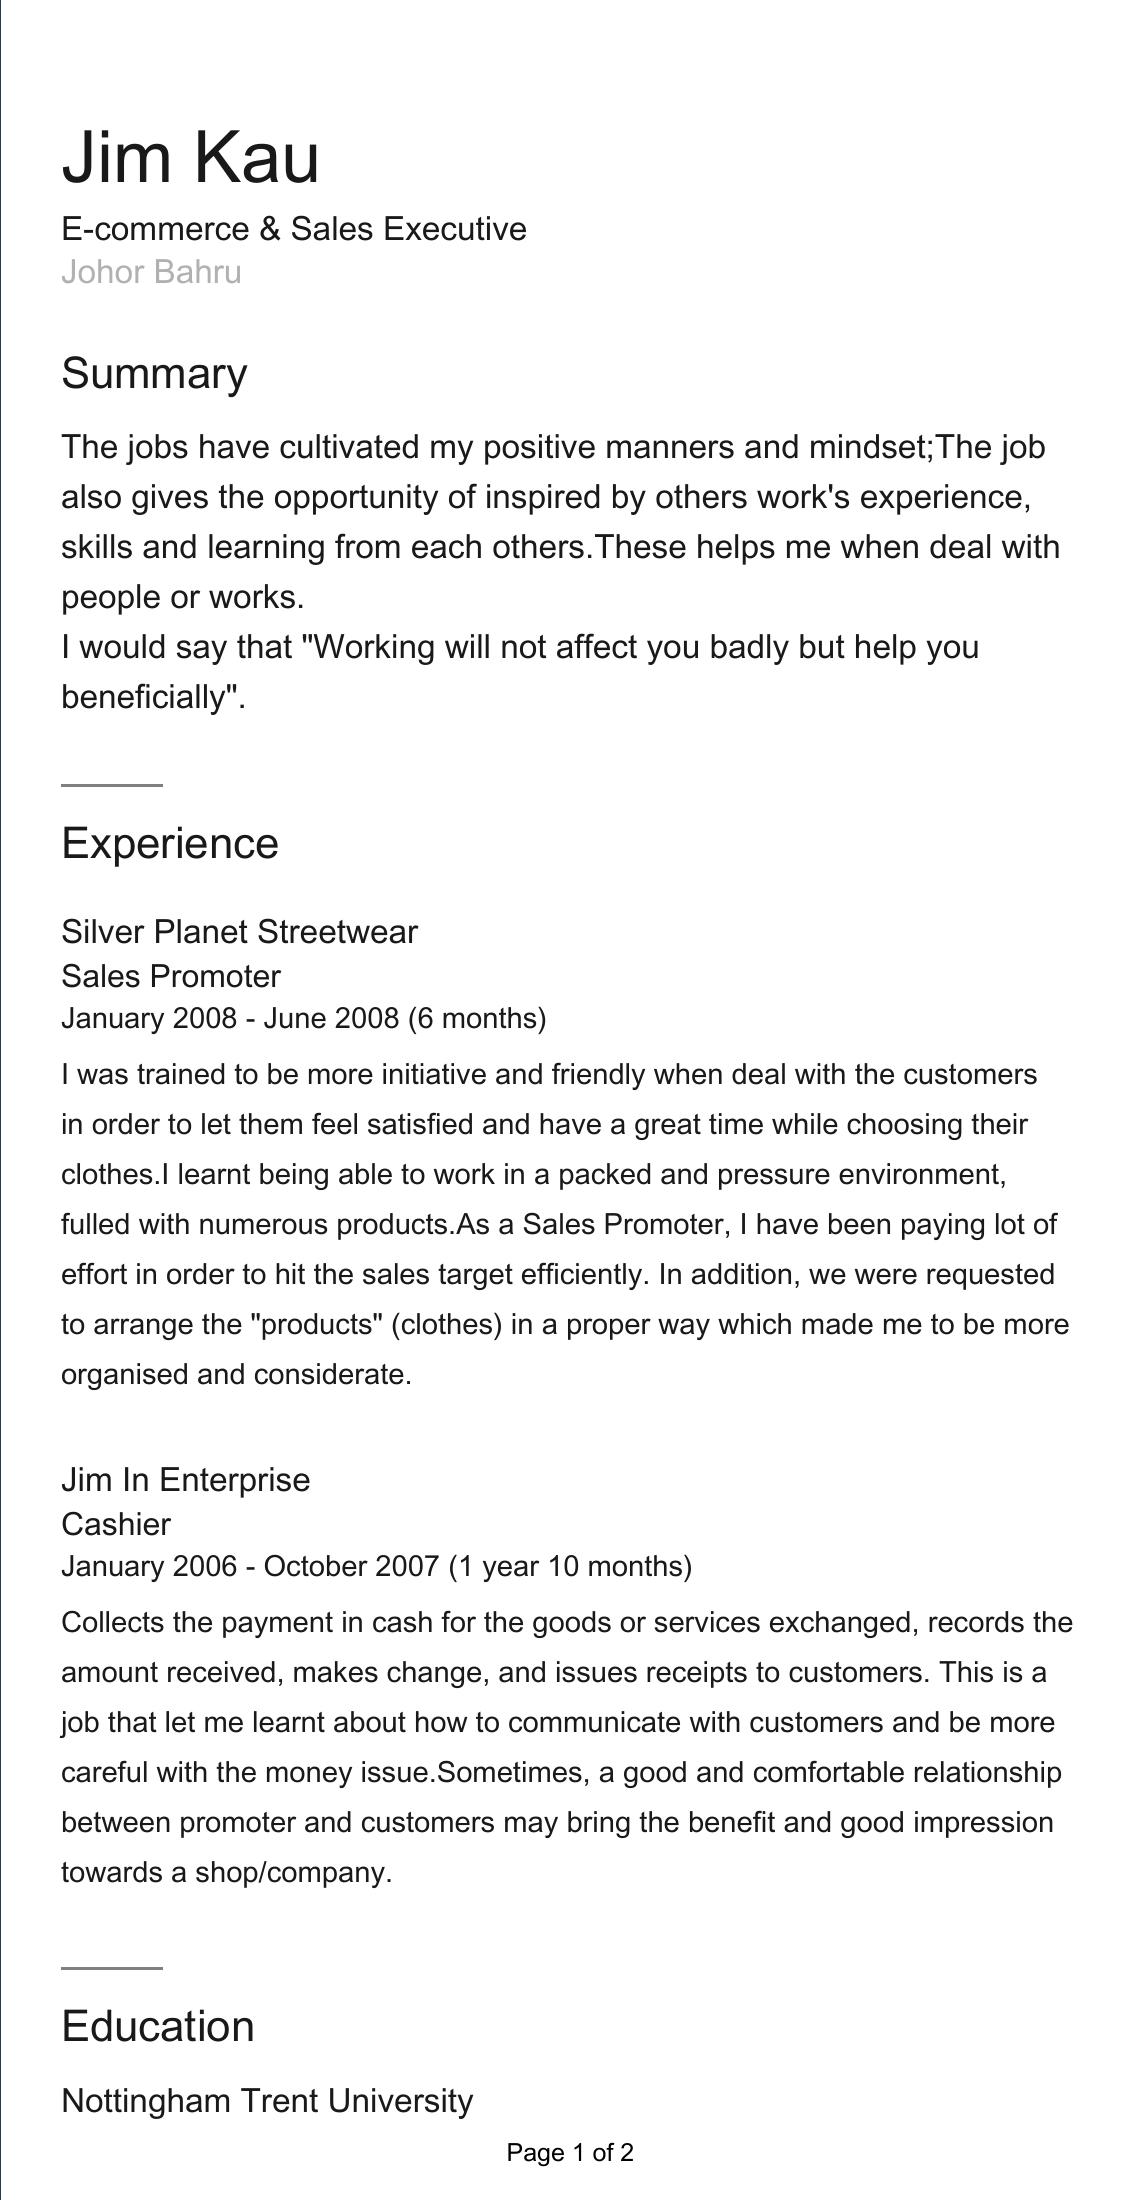 Jim Kau
E-commerce & Sales Executive
Johor Bahru
Summary
The jobs have cultivated my positive manners and mindset;The job
also gives the opportunity of inspired by others work's experience,
skills and learning from each others.These helps me when deal with
people or works.
I would say that "Working will not affect you badly but help you
beneficially".
Experience
Silver Planet Streetwear
Sales Promoter
January 2008 - June 2008 (6 months)
I was trained to be more initiative and friendly when deal with the customers
in order to let them feel satisfied and have a great time while choosing their
clothes.I learnt being able to work in a packed and pressure environment,
fulled with numerous products.As a Sales Promoter, I have been paying lot of
effort in order to hit the sales target efficiently. In addition, we were requested
to arrange the "products" (clothes) in a proper way which made me to be more
organised and considerate.
Jim In Enterprise
Cashier
January 2006 - October 2007 (1 year 10 months)
Collects the payment in cash for the goods or services exchanged, records the
amount received, makes change, and issues receipts to customers. This is a
job that let me learnt about how to communicate with customers and be more
careful with the money issue.Sometimes, a good and comfortable relationship
between promoter and customers may bring the benefit and good impression
towards a shop/company.
Education
Nottingham Trent University
Page 1 of 2